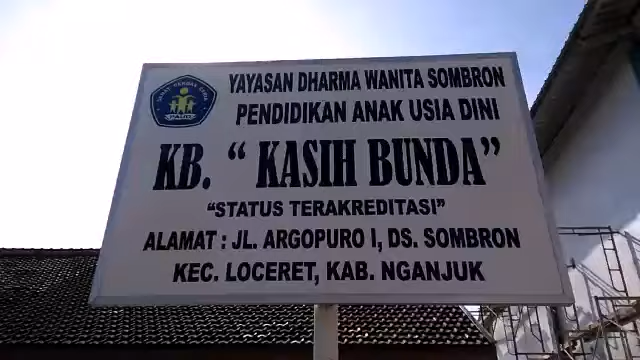 YAYASAN DHARMA WANITA SOMBRON
PENDIDIKAN ANAK USIA DINI
KB. “ KASIH BUNDA”
“STATUS TERAKREDITASI”
ALAMAT : JL. ARGOPURO I, DS. SOMBRON
KEC. LOCERET, KAB. NGANJUK